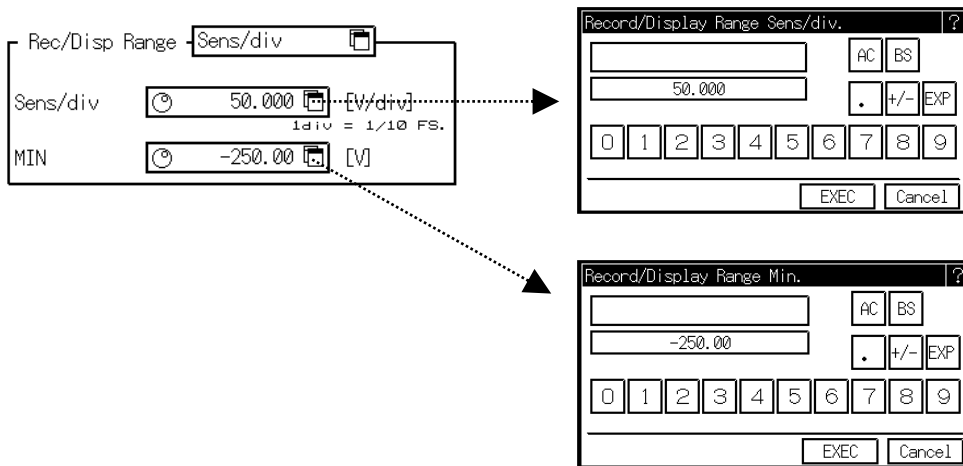 Rec/Disp Range Sens/div
Sens/div 50.000 [V/div]
1div = 1/10 FS.
MIN -250.00 [V]
Record/Display Range Sens/div. ?
AC BS
50.000
. +/- EXP
0 1 2 3 4 5 6 7 8 9
EXEC Cancel
Record/Display Range Min. ?
AC BS
-250.00
. +/- EXP
0 1 2 3 4 5 6 7 8 9
EXEC Cancel